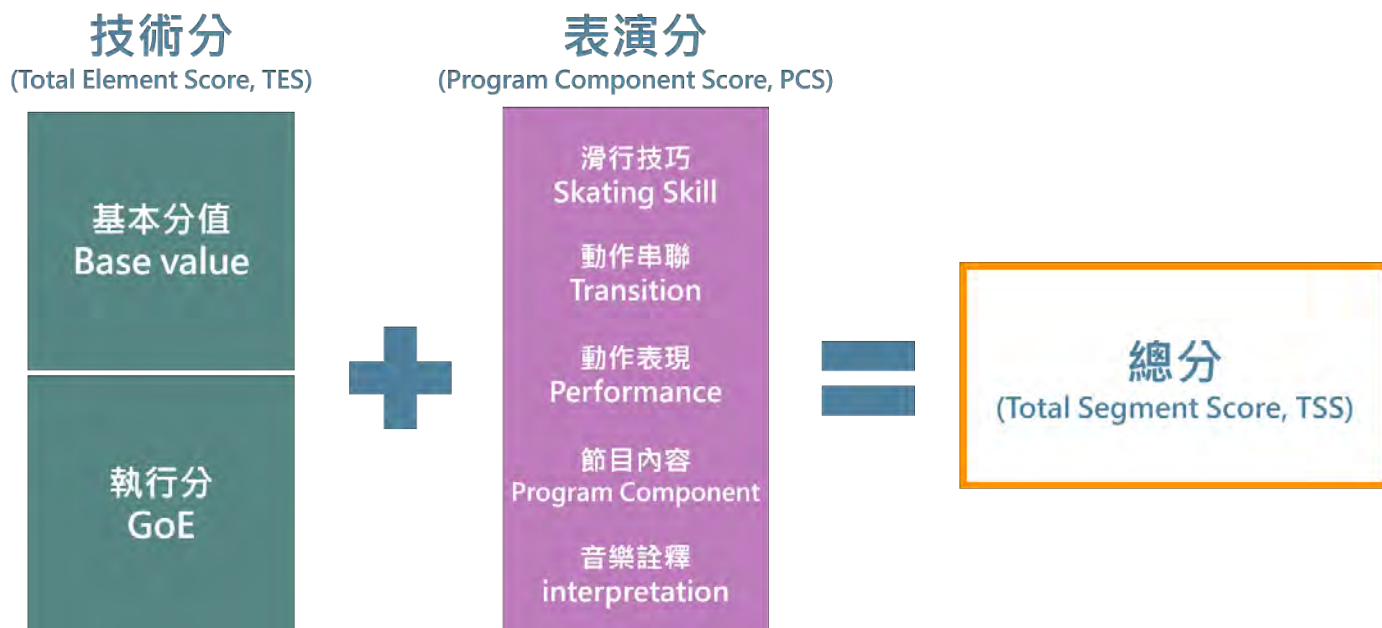 技術分
(Total Element Score, TES)
基本分值
Base value
執行分
GoE
表演分
(Program Component Score, PCS)
滑行技巧
Skating Skill
動作串聯
Transition
動作表現
Performance
節目內容
Program Component
音樂詮釋
interpretation
總分
(Total Segment Score, TSS)